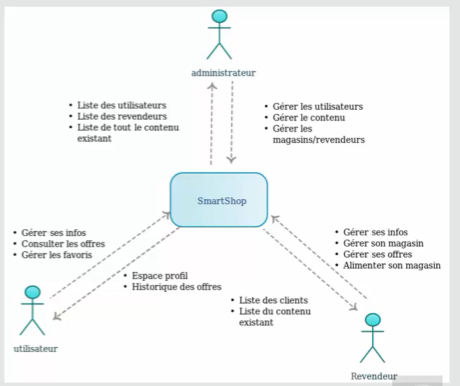 administrateur
• Liste des utilisateurs
• Liste des revendeurs
• Liste de tout le contenu
existant
• Gérer les utilisateurs
• Gérer le contenu
• Gérer les
magasins/revendeurs
SmartShop
• Gérer ses infos
• Consulter les offres
• Gérer les favoris
• Gérer ses infos
• Gérer son magasin
• Gérer ses offres
• Alimenter son magasin
• Espace profil
• Historique des offres
• Liste des clients
• Liste du contenu
existant
utilisateur
Revendeur